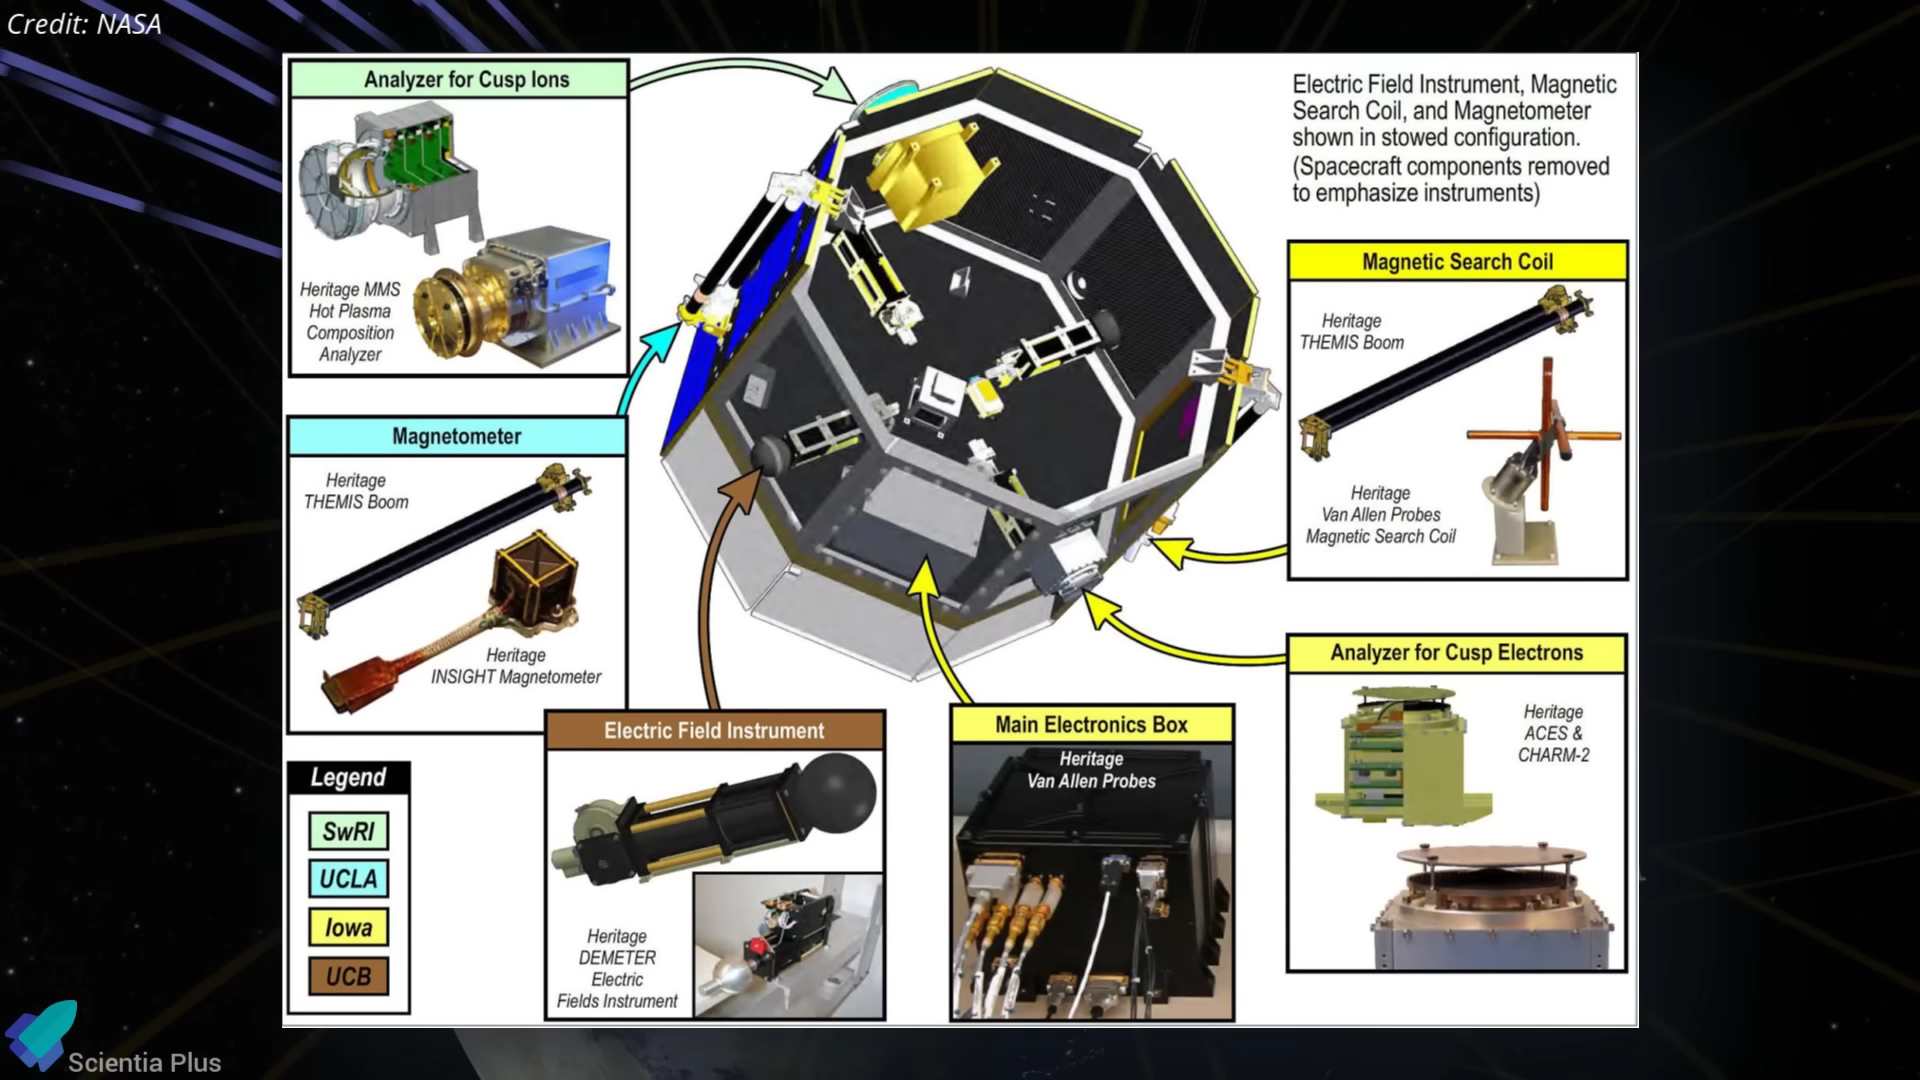 Credit: NASA
Analyzer for Cusp Ions
Heritage MMS
Hot Plasma
Composition
Analyzer
Electric Field Instrument, Magnetic
Search Coil, and Magnetometer
shown in stowed configuration.
(Spacecraft components removed
to emphasize instruments)
Magnetic Search Coil
Heritage
THEMIS Boom
Heritage
Van Allen Probes
Magnetic Search Coil
Magnetometer
Heritage
THEMIS Boom
Heritage
INSIGHT Magnetometer
Analyzer for Cusp Electrons
Heritage
ACES &
CHARM-2
Electric Field Instrument
Heritage
DEMETER
Electric
Fields Instrument
Main Electronics Box
Heritage
Van Allen Probes
Legend
SwRI
UCLA
Iowa
UCB
Scientia Plus